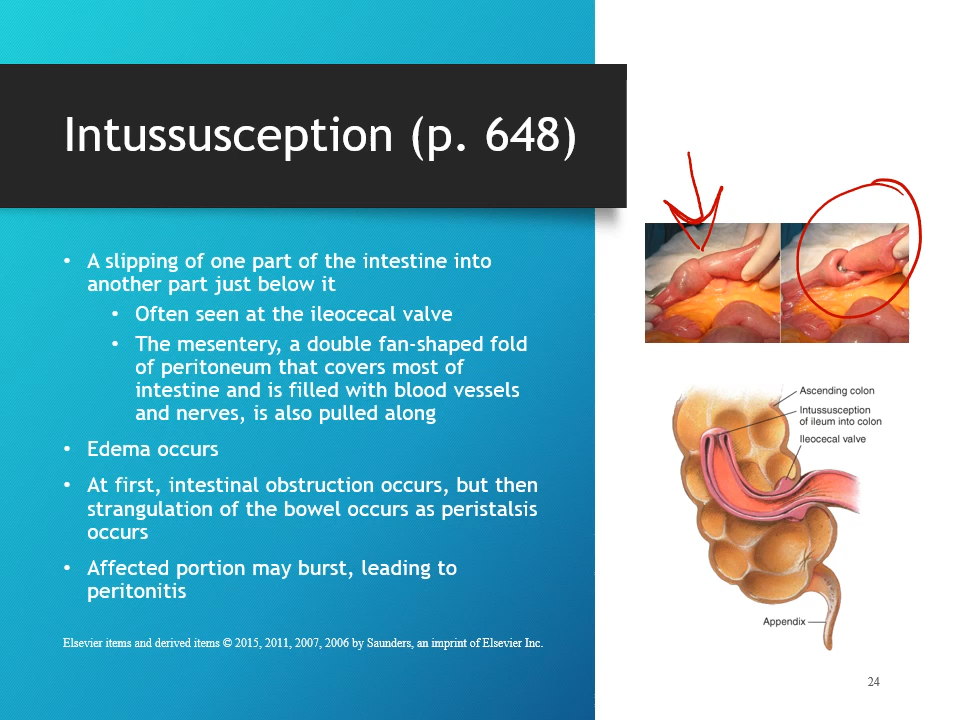 Intussusception (p. 648)
• A slipping of one part of the intestine into
another part just below it
• Often seen at the ileocecal valve
• The mesentery, a double fan-shaped fold
of peritoneum that covers most of
intestine and is filled with blood vessels
and nerves, is also pulled along
• Edema occurs
• At first, intestinal obstruction occurs, but then
strangulation of the bowel occurs as peristalsis
occurs
• Affected portion may burst, leading to
peritonitis
Elsevier items and derived items © 2015, 2011, 2007, 2006 by Saunders, an imprint of Elsevier Inc.
Ascending colon
Intussusception
of ileum into colon
Ileocecal valve
Appendix
24